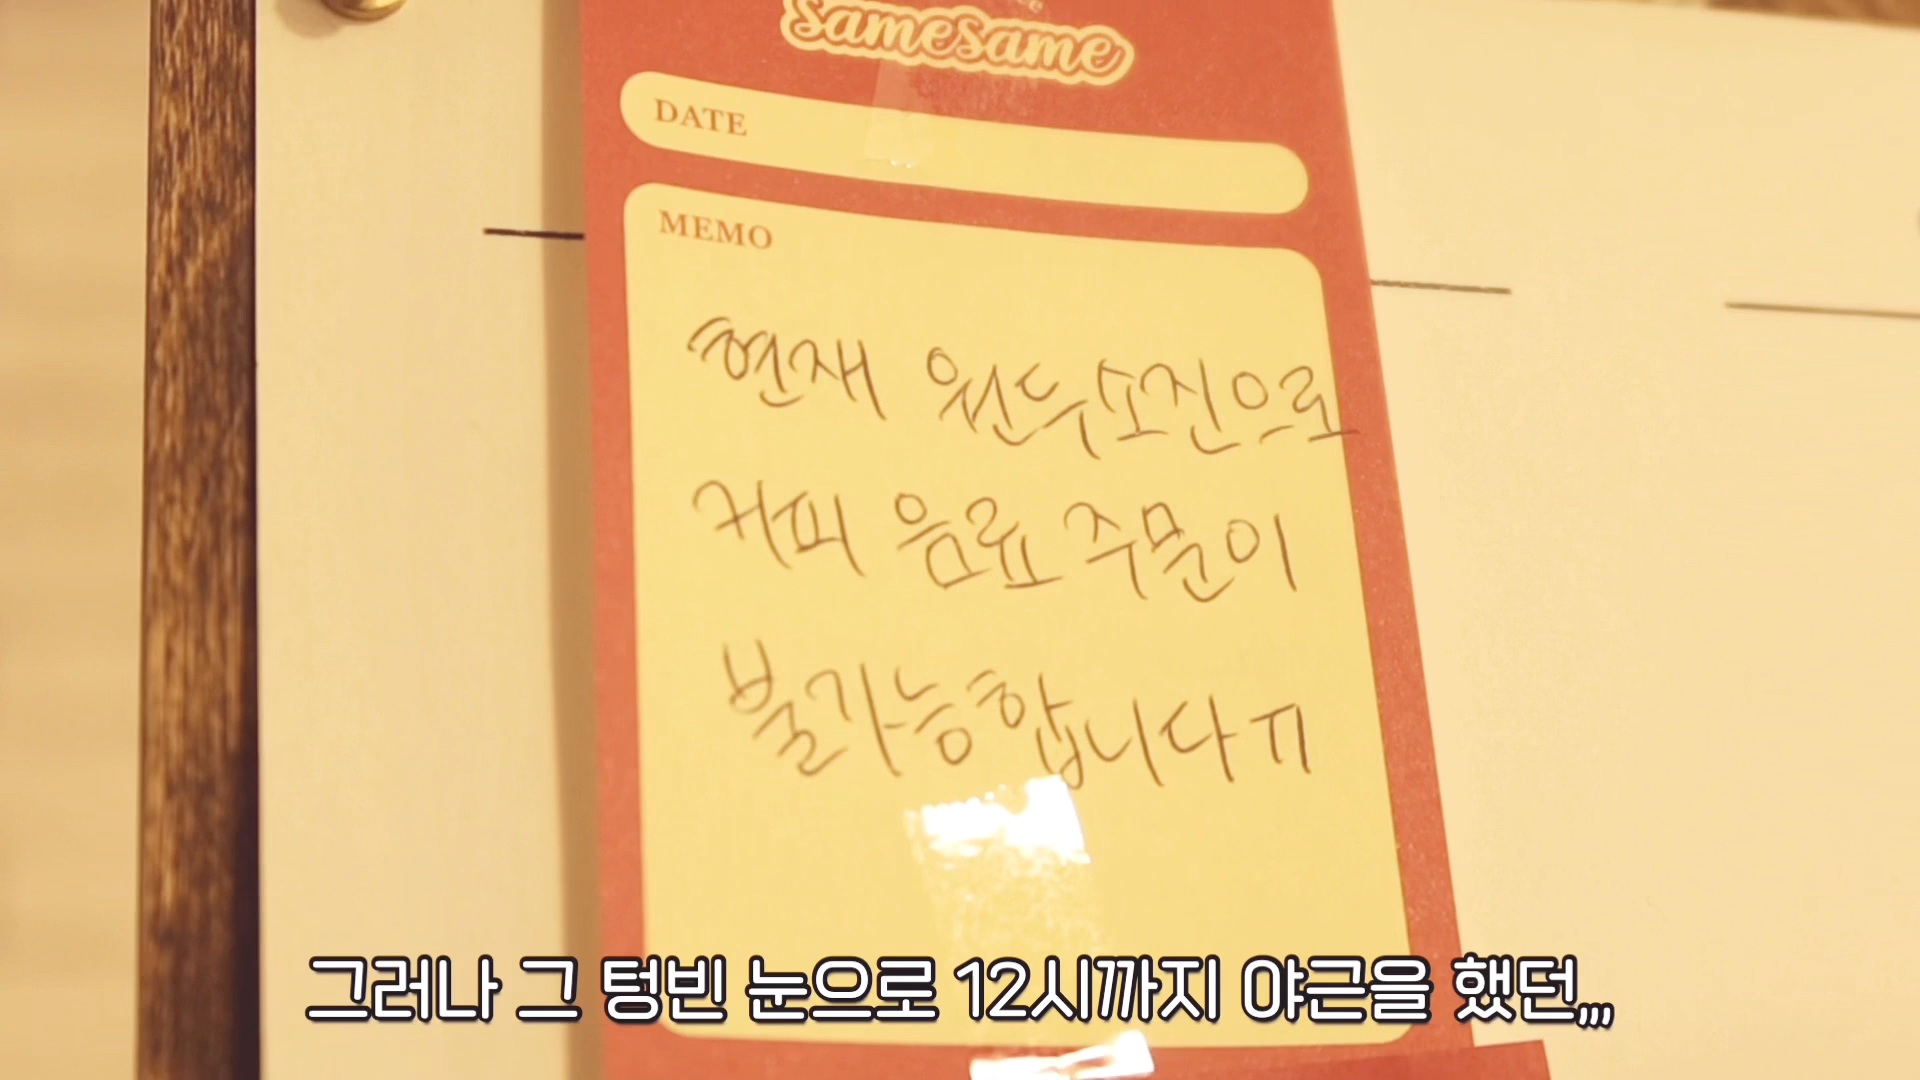 samesame
DATE
MEMO
현재 원두소진으로
커피 음료 주문이
불가능합니다 ㅠ
그러나 그 텅빈 눈으로 12시까지 야근을 했던,,,